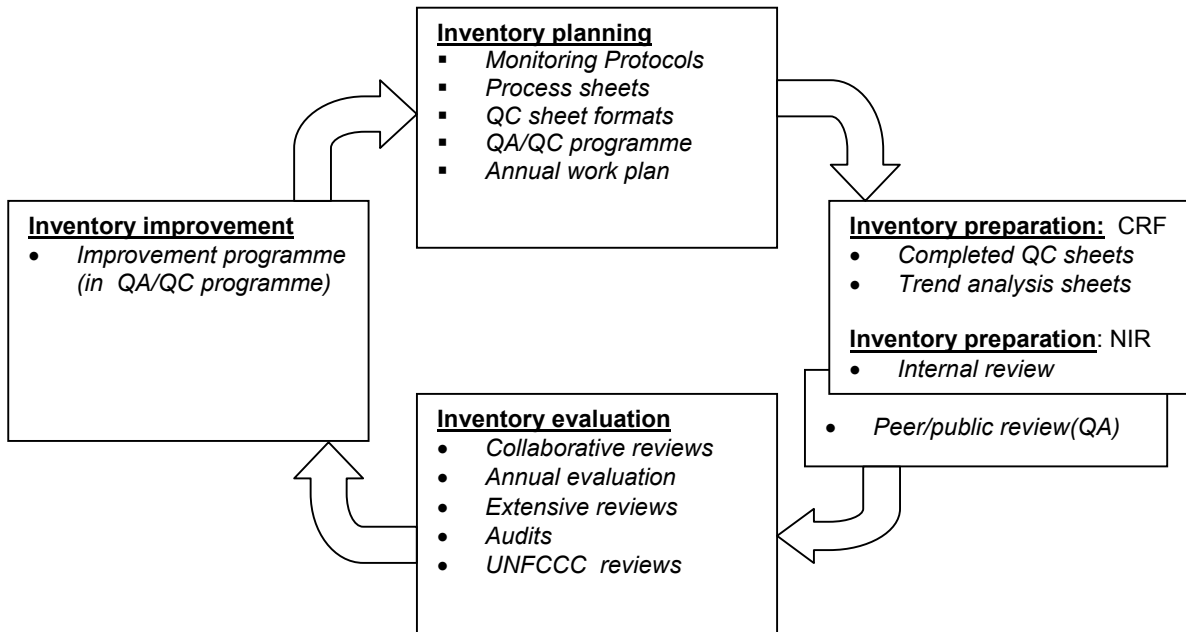 Inventory planning
▪ Monitoring Protocols
▪ Process sheets
▪ QC sheet formats
▪ QA/QC programme
▪ Annual work plan
Inventory preparation: CRF
• Completed QC sheets
• Trend analysis sheets
Inventory preparation: NIR
• Internal review
• Peer/public review(QA)
Inventory evaluation
• Collaborative reviews
• Annual evaluation
• Extensive reviews
• Audits
• UNFCCC reviews
Inventory improvement
• Improvement programme
(in QA/QC programme)